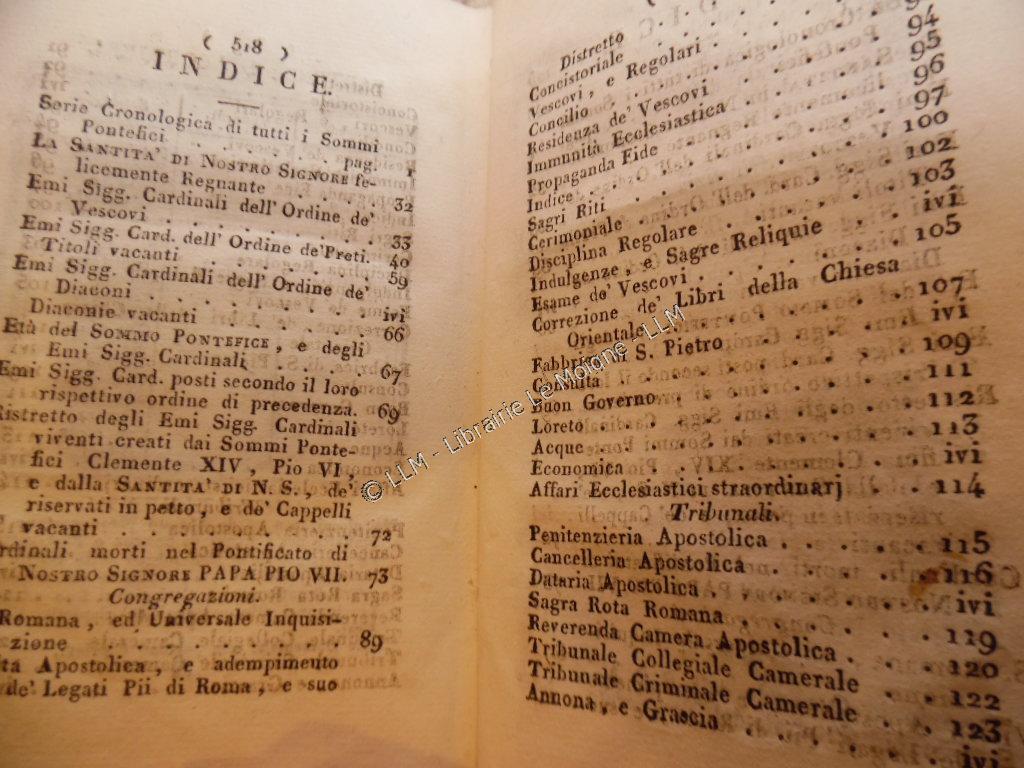 ( 518 )
INDICE.
Serie Cronologica di tutti i Sommi
Pontefici . . . . . . . pag. 1
LA SANTITA' DI NOSTRO SIGNORE fe-
licemente Regnante . . . . . 32
Emi Sigg. Cardinali dell'Ordine de'
Vescovi . . . . . . . . . 33
Emi Sigg. Card. dell'Ordine de'Preti. 40
Titoli vacanti . . . . . . . 59
Emi Sigg. Cardinali dell'Ordine de'
Diaconi . . . . . . . . ivi
Diaconie vacanti . . . . . . 66
Età del SOMMO PONTEFICE, e degli
Emi Sigg. Cardinali . . . . . 67
Emi Sigg. Card. posti secondo il loro
rispettivo ordine di precedenza. 69
Ristretto degli Emi Sigg. Cardinali
viventi creati dai Sommi Ponte-
fici Clemente XIV, Pio VI.
e dalla SANTITA' DI N. S., de'
riservati in petto, e de' Cappelli
vacanti . . . . . . . . . 72
ardinali morti nel Pontificato di
NOSTRO SIGNORE PAPA PIO VII. 73
Congregazioni.
Romana, ed Universale Inquisi-
zione . . . . . . . . . 89
ta Apostolica, e adempimento
de' Legati Pii di Roma, e suo
Distretto
Concistoriale
Vescovi, e Regolari
Concilio . . . . . . . 94
Residenza de' Vescovi . . . 95
Immunità Ecclesiastica . . . 96
Propaganda Fide . . . . 97
Indice . . . . . . . . 100
Sagri Riti . . . . . . . 102
Cerimoniale . . . . . . 103
Disciplina Regolare . . . . ivi
Indulgenze, e Sagre Reliquie . 105
Esame de' Vescovi . . . .
Correzione de' Libri della Chiesa
Orientale . . . . . . . 107
Fabbrica di S. Pietro . . . . ivi
Consulta . . . . . . . 109
Buon Governo . . . . . . 111
Loreto . . . . . . . . 112
Acque . . . . . . . . 113
Economica . . . . . . . ivi
Affari Ecclesiastici straordinarj . . 114
Tribunali.
Penitenzieria Apostolica . . . . 115
Cancelleria Apostolica . . . . 116
Dataria Apostolica . . . . . ivi
Sagra Rota Romana . . . . . 119
Reverenda Camera Apostolica . . 120
Tribunale Collegiale Camerale . . 122
Tribunale Criminale Camerale . . 123
Annona, e Grascia . . . . . ivi
© LLM - Librairie Le Moigne - LLM